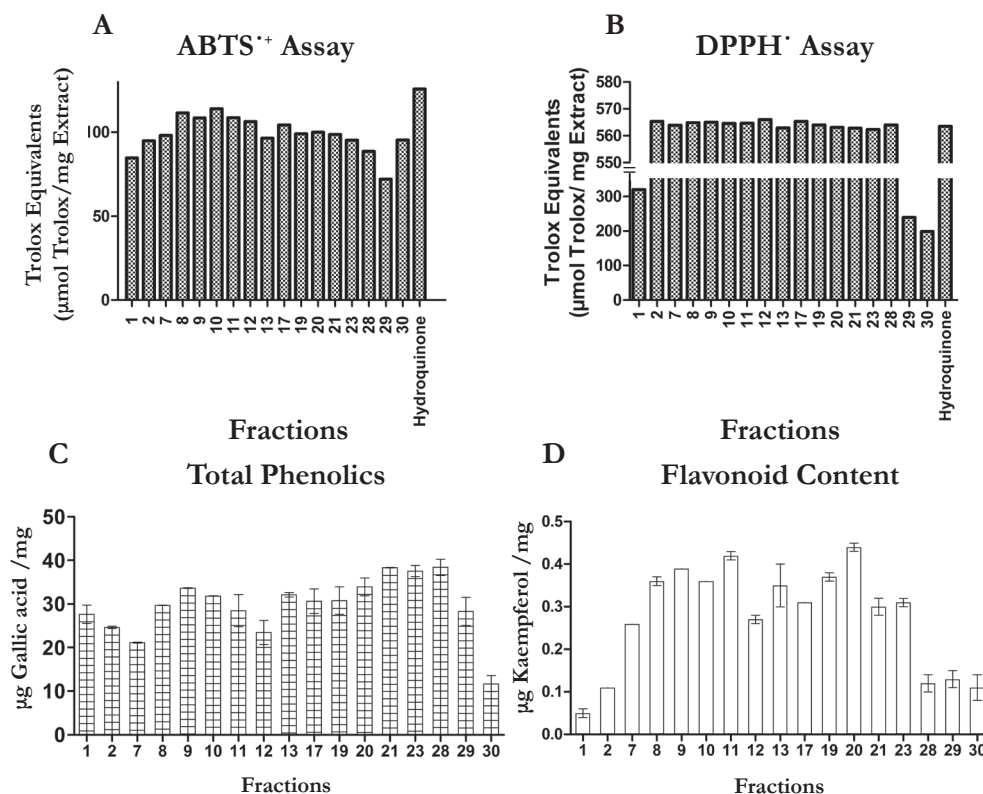 A
ABTS·+ Assay
Trolox Equivalents
(µmol Trolox/mg Extract)
100
50
0
1 2 7 8 9 10 11 12 13 17 19 20 21 23 28 29 30 Hydroquinone
Fractions
B
DPPH· Assay
Trolox Equivalents
(µmol Trolox/ mg Extract)
580
570
560
550
300
200
100
0
1 2 7 8 9 10 11 12 13 17 19 20 21 23 28 29 30 Hydroquinone
Fractions
C
Total Phenolics
µg Gallic acid /mg
50
40
30
20
10
0
1 2 7 8 9 10 11 12 13 17 19 20 21 23 28 29 30
Fractions
D
Flavonoid Content
µg Kaempferol /mg
0.5
0.4
0.3
0.2
0.1
0.0
1 2 7 8 9 10 11 12 13 17 19 20 21 23 28 29 30
Fractions